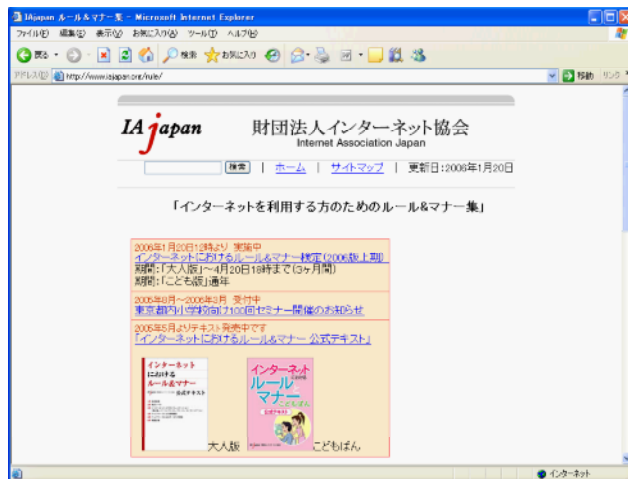 IAjapan ルール&マナー集 - Microsoft Internet Explorer
ファイル(F) 編集(E) 表示(V) お気に入り(A) ツール(T) ヘルプ(H)
戻る 検索 お気に入り
アドレス(D) http://www.iajapan.org/rule/ 移動 リンク
IAjapan 財団法人インターネット協会
Internet Association Japan
検索 | ホーム | サイトマップ | 更新日:2006年1月20日
「インターネットを利用する方のためのルール&マナー集」
2006年1月20日12時より 実施中
インターネットにおけるルール&マナー検定(2006版上期)
期間:「大人版」~4月20日18時まで(3ヶ月間)
期間:「こども版」通年
受付中
東京都内小学校向け100回セミナー開催のお知らせ
2005年5月よりテキスト発売中です
「インターネットにおけるルール&マナー 公式テキスト」
インターネット
における
ルール&マナー
公式テキスト
大人版
インターネット
ルールと
マナー
こどもばん
公式テキスト
こどもばん
インターネット